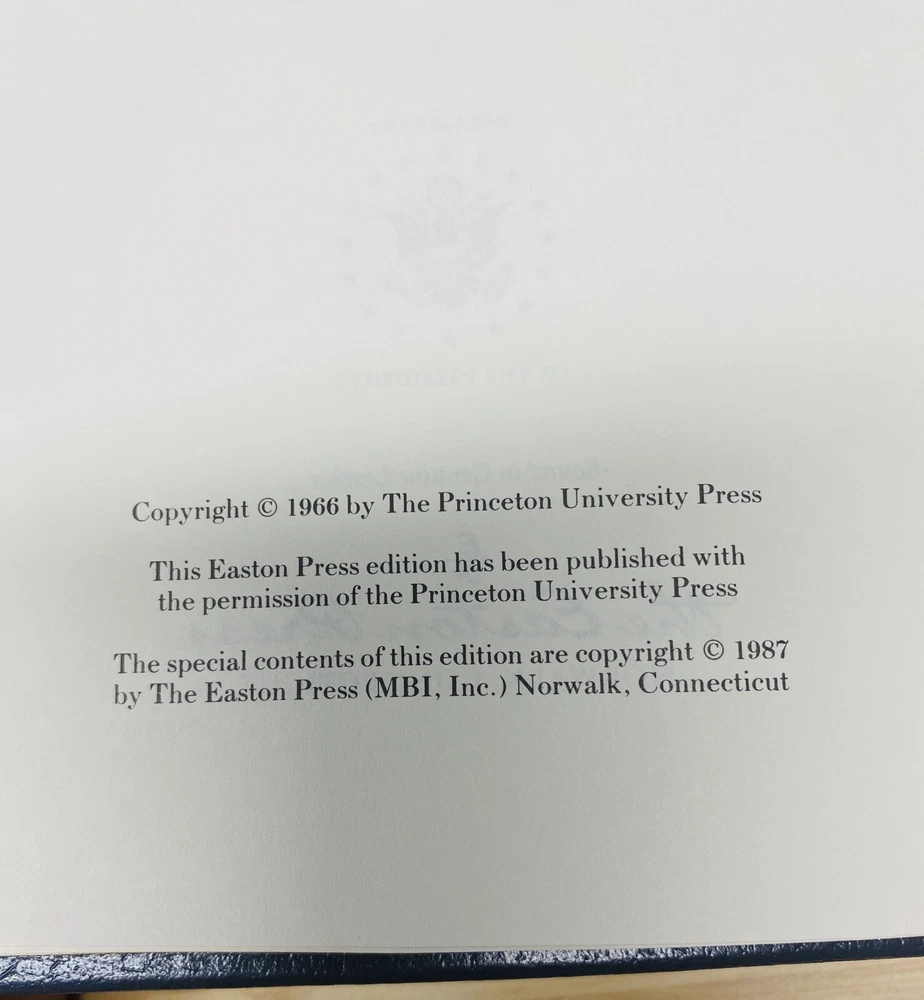 Copyright © 1966 by The Princeton University Press
This Easton Press edition has been published with
the permission of the Princeton University Press
The special contents of this edition are copyright © 1987
by The Easton Press (MBI, Inc.) Norwalk, Connecticut